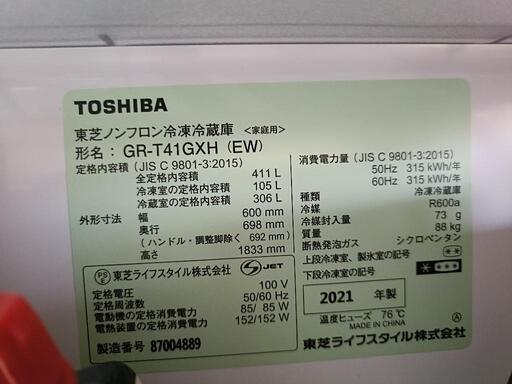 TOSHIBA
東芝ノンフロン冷凍冷蔵庫 <家庭用>
形名： GR-T41GXH (EW)
定格内容積 (JIS C 9801-3:2015)
全定格内容積 411 L
冷凍室の定格内容積 105 L
冷蔵室の定格内容積 306 L
外形寸法 幅 600 mm
奥行 698 mm
(ハンドル・調整脚除く 692 mm)
高さ 1833 mm
PS E 東芝ライフスタイル株式会社 S JET
定格電圧 100 V
定格周波数 50/60 Hz
電動機の定格消費電力 85/ 85 W
電熱装置の定格消費電力 152/152 W
製造番号 87004889
消費電力量 (JIS C 9801-3:2015)
50Hz 315 kWh/年
60Hz 315 kWh/年
種類 冷凍冷蔵庫
冷媒 R600a
冷媒封入量 73 g
質量 88 kg
断熱発泡ガス シクロペンタン
上段冷凍室、製氷室の記号
下段冷凍室の記号
2021 年製
温度ヒューズ 76℃
MADE IN CHINA
東芝ライフスタイル株式会社